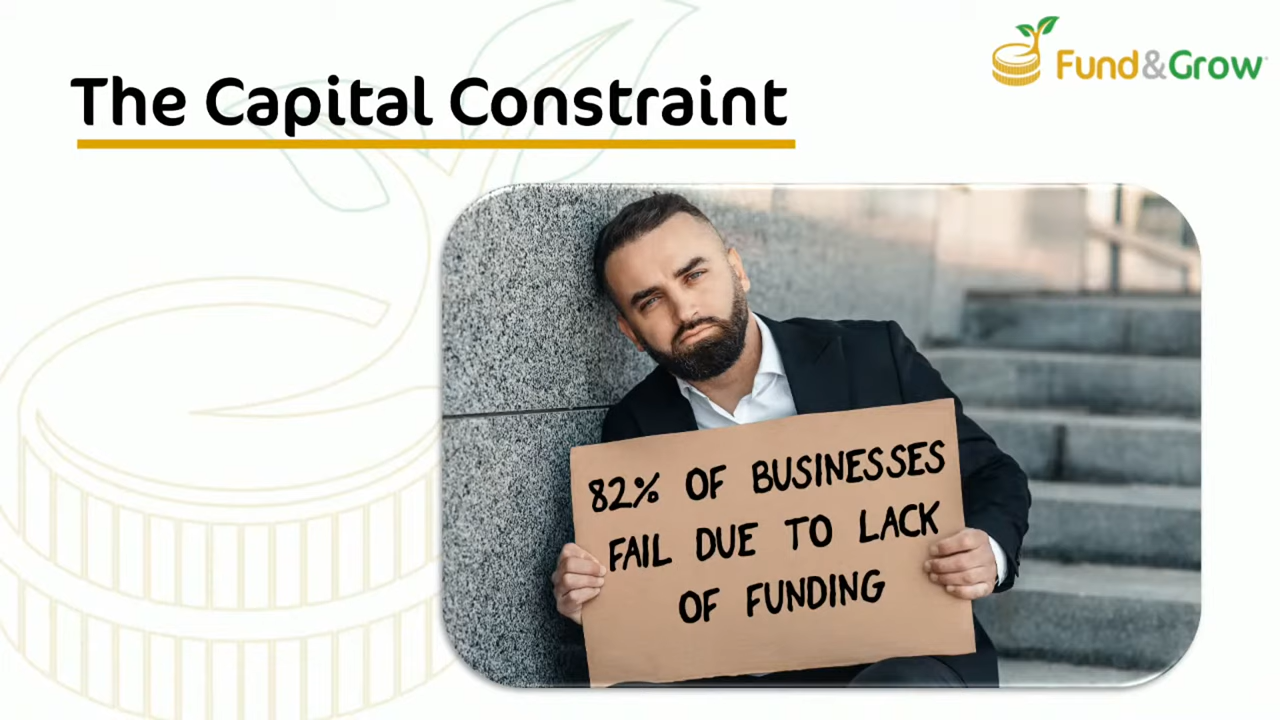 Fund&Grow
The Capital Constraint
82% OF BUSINESSES
FAIL DUE TO LACK
OF FUNDING